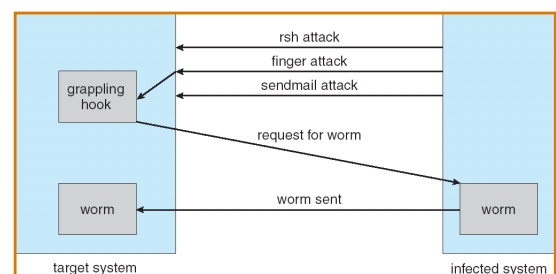 rsh attack
finger attack
sendmail attack
grappling
hook
request for worm
worm sent
worm
worm
target system
infected system